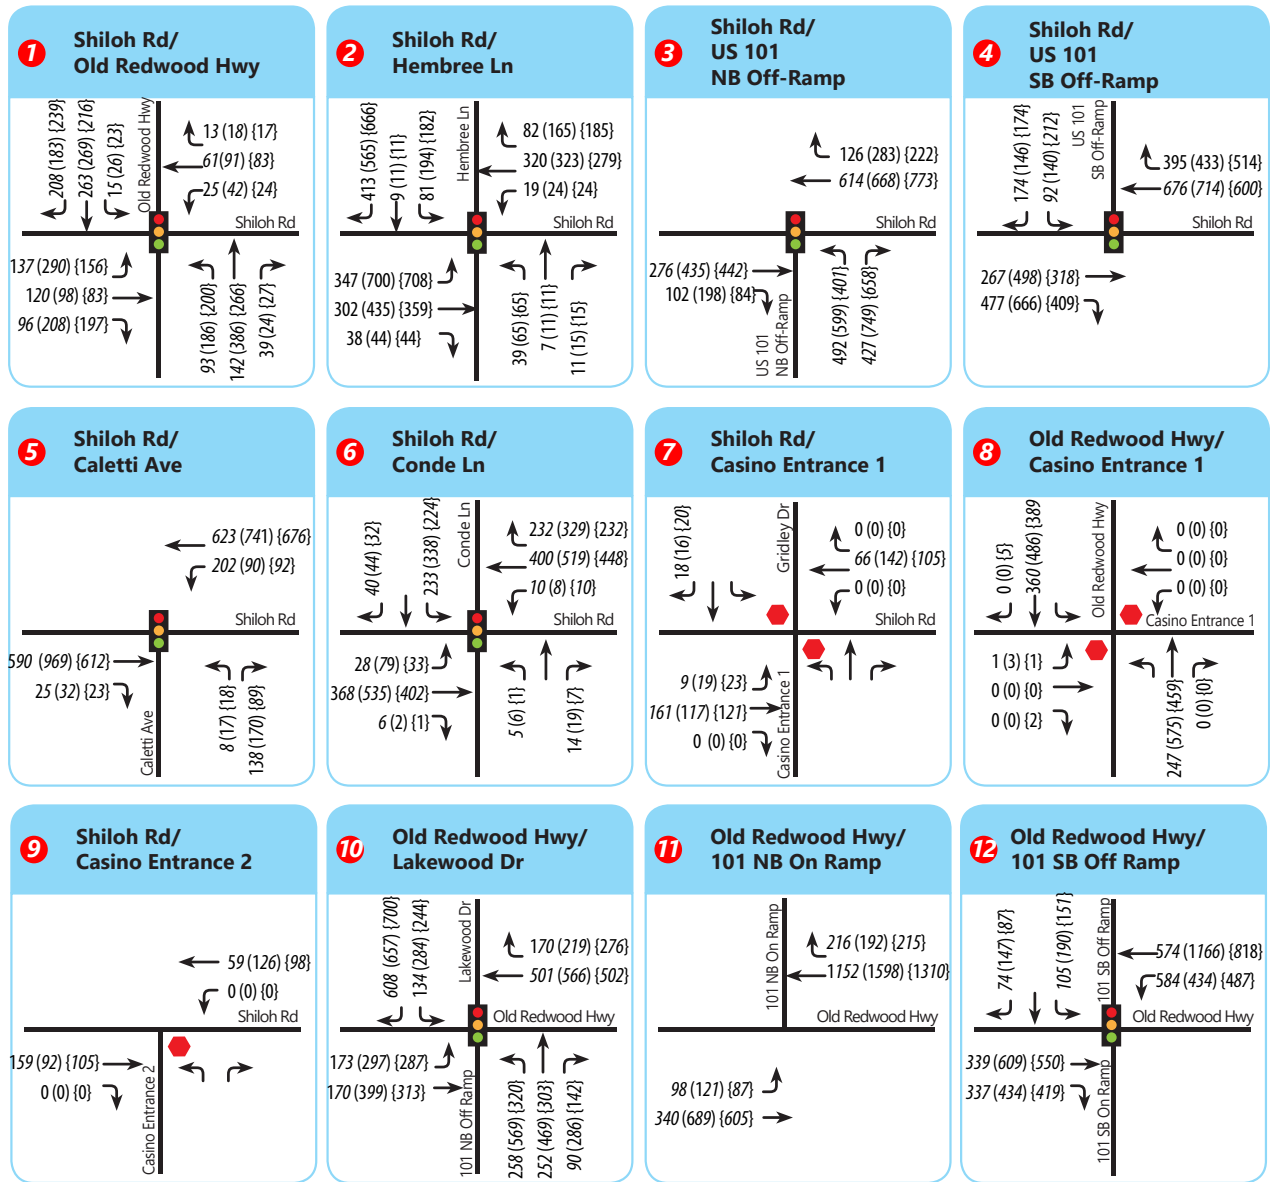 1
Shiloh Rd/
Old Redwood Hwy
208 (183) {239}
263 (269) {216}
15 (26) {23}
Old Redwood Hwy
13 (18) {17}
61(91) {83}
25 (42) {24}
Shiloh Rd
137 (290) {156}
120 (98) {83}
96 (208) {197}
93 (186) {200}
142 (386) {266}
39 (24) {27}
2
Shiloh Rd/
Hembree Ln
413 (565) {666}
9 (11) {11}
81 (194) {182}
Hembree Ln
82 (165) {185}
320 (323) {279}
19 (24) {24}
Shiloh Rd
347 (700) {708}
302 (435) {359}
38 (44) {44}
39 (65) {65}
7 (11) {11}
11 (15) {15}
3
Shiloh Rd/
US 101
NB Off-Ramp
126 (283) {222}
614 (668) {773}
Shiloh Rd
276 (435) {442}
102 (198) {84}
US 101
NB Off-Ramp
492 (599) {401}
427 (749) {658}
4
Shiloh Rd/
US 101
SB Off-Ramp
174 (146) {174}
92 (140) {212}
US 101
SB Off-Ramp
395 (433) {514}
676 (714) {600}
Shiloh Rd
267 (498) {318}
477 (666) {409}
5
Shiloh Rd/
Caletti Ave
623 (741) {676}
202 (90) {92}
Shiloh Rd
590 (969) {612}
25 (32) {23}
Caletti Ave
8 (17) {18}
138 (170) {89}
6
Shiloh Rd/
Conde Ln
40 (44) {32}
233 (338) {224}
Conde Ln
232 (329) {232}
400 (519) {448}
10 (8) {10}
Shiloh Rd
28 (79) {33}
368 (535) {402}
6 (2) {1}
5 (6) {1}
14 (19) {7}
7
Shiloh Rd/
Casino Entrance 1
18 (16) {20}
Gridley Dr
0 (0) {0}
66 (142) {105}
0 (0) {0}
Shiloh Rd
9 (19) {23}
161 (117) {121}
0 (0) {0}
Casino Entrance 1
8
Old Redwood Hwy/
Casino Entrance 1
0 (0) {5}
360 (486) {389
Old Redwood Hwy
0 (0) {0}
0 (0) {0}
0 (0) {0}
Casino Entrance 1
1 (3) {1}
0 (0) {0}
0 (0) {2}
247 (575) {459}
0 (0) {0}
9
Shiloh Rd/
Casino Entrance 2
59 (126) {98}
0 (0) {0}
Shiloh Rd
159 (92) {105}
0 (0) {0}
Casino Entrance 2
10
Old Redwood Hwy/
Lakewood Dr
608 (657) {700}
134 (284) {244}
Lakewood Dr
170 (219) {276}
501 (566) {502}
Old Redwood Hwy
173 (297) {287}
170 (399) {313}
101 NB Off Ramp
258 (569) {320}
252 (469) {303}
90 (286) {142}
11
Old Redwood Hwy/
101 NB On Ramp
101 NB On Ramp
216 (192) {215}
1152 (1598) {1310}
Old Redwood Hwy
98 (121) {87}
340 (689) {605}
12
Old Redwood Hwy/
101 SB Off Ramp
74 (147) {87}
105 (190) {151}
101 SB Off Ramp
574 (1166) {818}
584 (434) {487}
Old Redwood Hwy
339 (609) {550}
337 (434) {419}
101 SB On Ramp